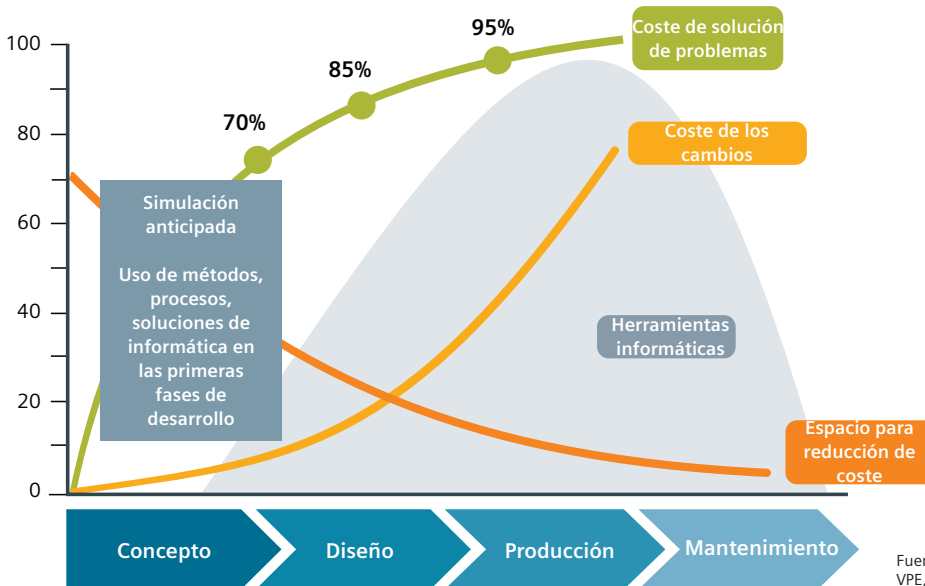 100
80
60
40
20
0
70%
85%
95%
Coste de solución
de problemas
Coste de los
cambios
Simulación
anticipada
Uso de métodos,
procesos,
soluciones de
informática en
las primeras
fases de
desarrollo
Herramientas
informáticas
Espacio para
reducción de
coste
Concepto
Diseño
Producción
Mantenimiento
VPE,